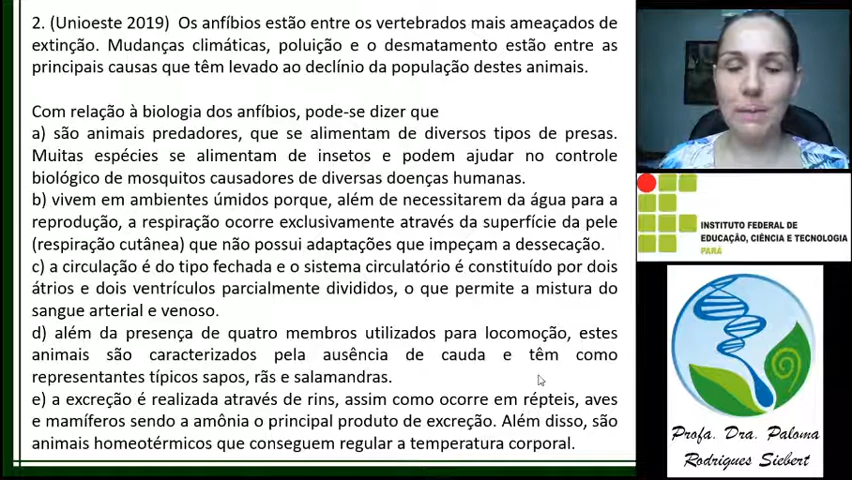 2. (Unioeste 2019) Os anfíbios estão entre os vertebrados mais ameaçados de
extinção. Mudanças climáticas, poluição e o desmatamento estão entre as
principais causas que têm levado ao declínio da população destes animais.
Com relação à biologia dos anfíbios, pode-se dizer que
a) são animais predadores, que se alimentam de diversos tipos de presas.
Muitas espécies se alimentam de insetos e podem ajudar no controle
biológico de mosquitos causadores de diversas doenças humanas.
b) vivem em ambientes úmidos porque, além de necessitarem da água para a
reprodução, a respiração ocorre exclusivamente através da superfície da pele
(respiração cutânea) que não possui adaptações que impeçam a dessecação.
c) a circulação é do tipo fechada e o sistema circulatório é constituído por dois
átrios e dois ventrículos parcialmente divididos, o que permite a mistura do
sangue arterial e venoso.
d) além da presença de quatro membros utilizados para locomoção, estes
animais são caracterizados pela ausência de cauda e têm como
representantes típicos sapos, rãs e salamandras.
e) a excreção é realizada através de rins, assim como ocorre em répteis, aves
e mamíferos sendo a amônia o principal produto de excreção. Além disso, são
animais homeotérmicos que conseguem regular a temperatura corporal.
INSTITUTO FEDERAL DE
EDUCAÇÃO, CIÊNCIA E TECNOLOGIA
PARÁ
Profa. Dra. Paloma
Rodrigues Siebert